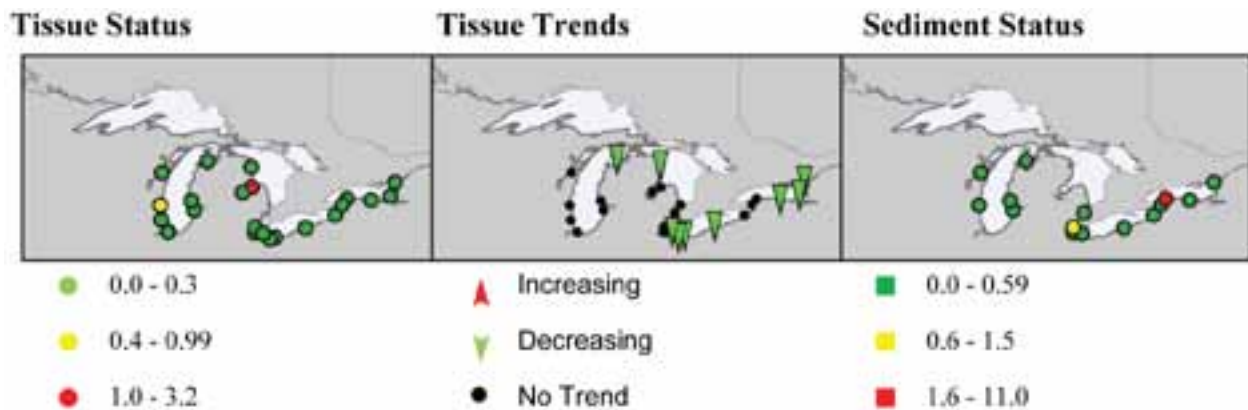 Tissue Status Tissue Trends Sediment Status
0.0 - 0.3 Increasing 0.0 - 0.59
0.4 - 0.99 Decreasing 0.6 - 1.5
1.0 - 3.2 No Trend 1.6 - 11.0